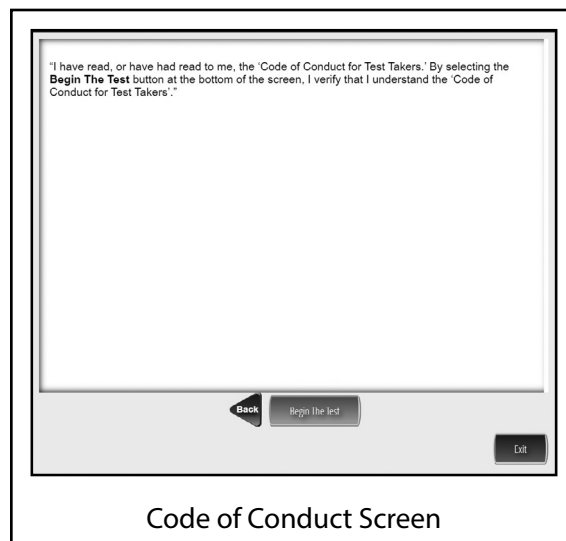 “I have read, or have had read to me, the ‘Code of Conduct for Test Takers.’ By selecting the
Begin The Test button at the bottom of the screen, I verify that I understand the ‘Code of
Conduct for Test Takers’.”
Back
Begin The Test
Exit
Code of Conduct Screen